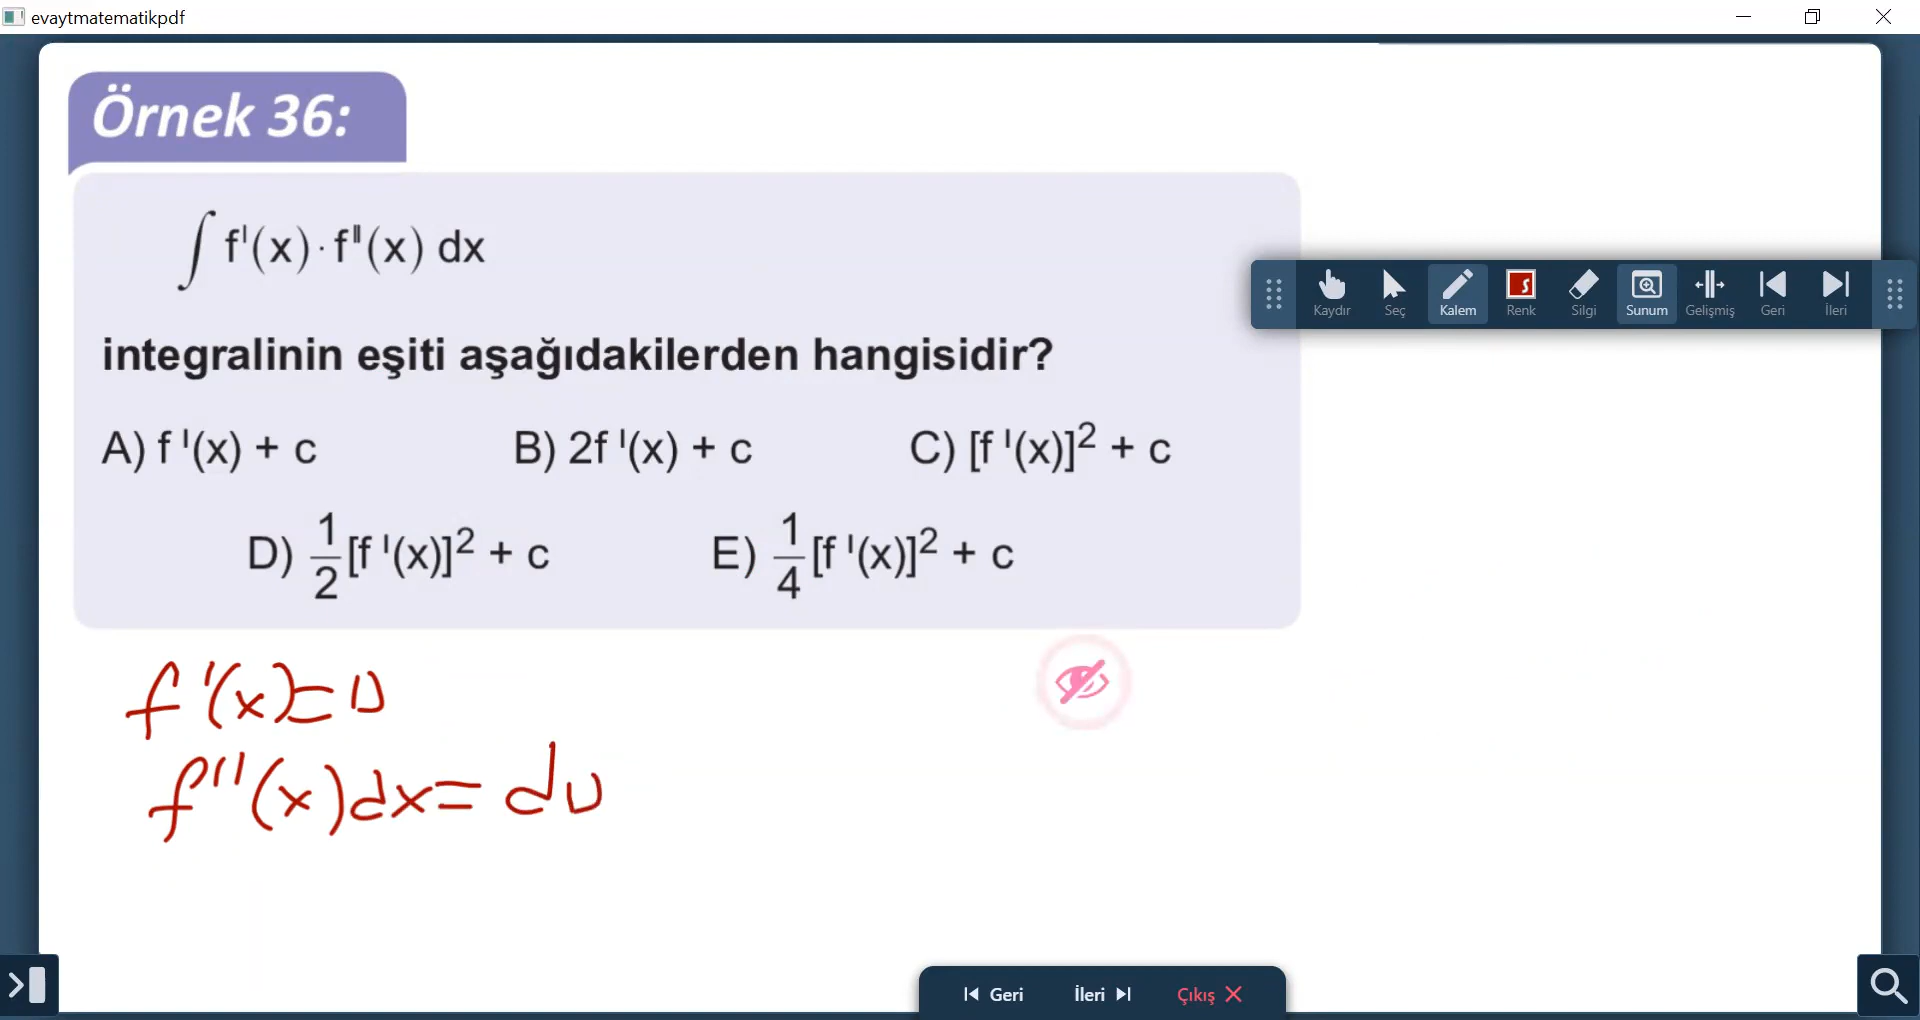 evaytmatematikpdf
Örnek 36:
∫ f'(x) · f''(x) dx
integralinin eşiti aşağıdakilerden hangisidir?
A) f '(x) + c B) 2f '(x) + c C) [f '(x)]² + c
D) 1/2 [f '(x)]² + c E) 1/4 [f '(x)]² + c
Kaydır Seç Kalem Renk Silgi Sunum Gelişmiş Geri İleri
f'(x)=u
f''(x)dx= du
Geri İleri Çıkış